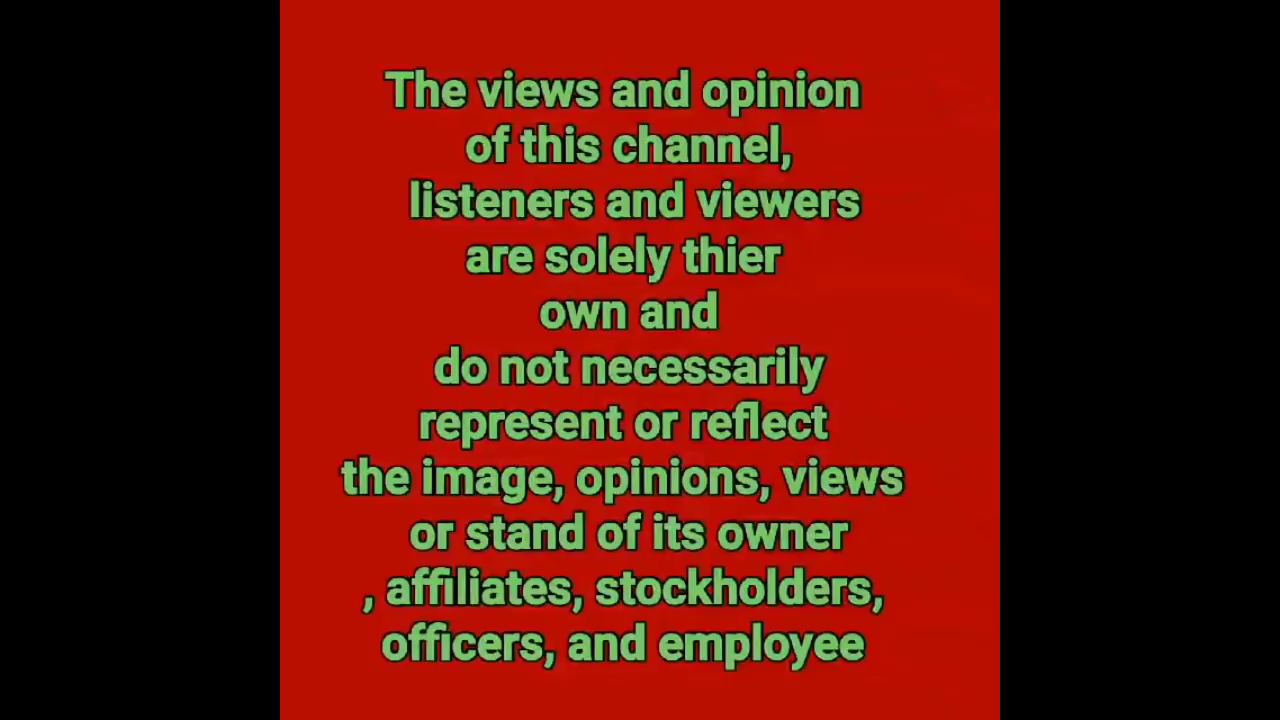 The views and opinion
of this channel,
listeners and viewers
are solely thier
own and
do not necessarily
represent or reflect
the image, opinions, views
or stand of its owner
, affiliates, stockholders,
officers, and employee